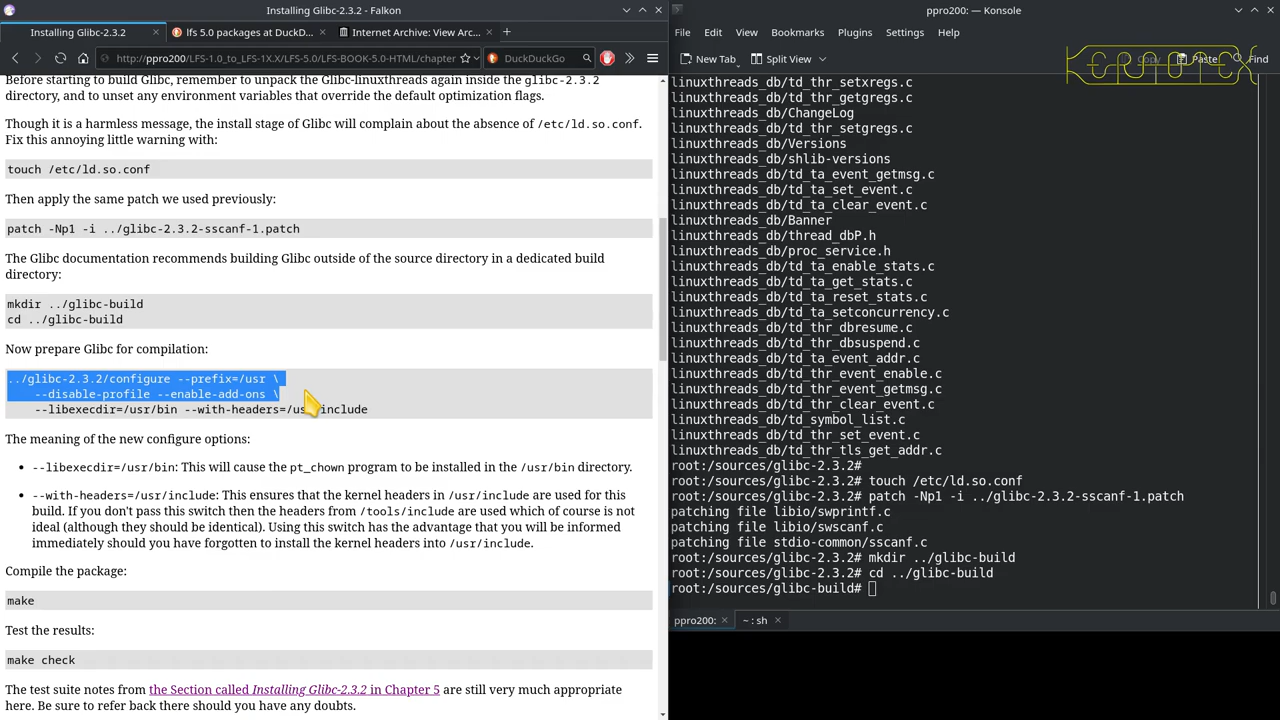 Installing Glibc-2.3.2 - Falkon
Installing Glibc-2.3.2
lfs 5.0 packages at DuckD...
Internet Archive: View Arc...
http://ppro200/LFS-1.0_to_LFS-1X.X/LFS-5.0/LFS-BOOK-5.0-HTML/chapter
DuckDuckGo
Before starting to build Glibc, remember to unpack the Glibc-linuxthreads again inside the glibc-2.3.2
directory, and to unset any environment variables that override the default optimization flags.
Though it is a harmless message, the install stage of Glibc will complain about the absence of /etc/ld.so.conf.
Fix this annoying little warning with:
touch /etc/ld.so.conf
Then apply the same patch we used previously:
patch -Np1 -i ../glibc-2.3.2-sscanf-1.patch
The Glibc documentation recommends building Glibc outside of the source directory in a dedicated build
directory:
mkdir ../glibc-build
cd ../glibc-build
Now prepare Glibc for compilation:
../glibc-2.3.2/configure --prefix=/usr \
--disable-profile --enable-add-ons \
--libexecdir=/usr/bin --with-headers=/usr/include
The meaning of the new configure options:
--libexecdir=/usr/bin: This will cause the pt_chown program to be installed in the /usr/bin directory.
--with-headers=/usr/include: This ensures that the kernel headers in /usr/include are used for this
build. If you don't pass this switch then the headers from /tools/include are used which of course is not
ideal (although they should be identical). Using this switch has the advantage that you will be informed
immediately should you have forgotten to install the kernel headers into /usr/include.
Compile the package:
make
Test the results:
make check
The test suite notes from the Section called Installing Glibc-2.3.2 in Chapter 5 are still very much appropriate
here. Be sure to refer back there should you have any doubts.
ppro200: — Konsole
File Edit View Bookmarks Plugins Settings Help
New Tab Split View Copy Paste Find
linuxthreads_db/td_thr_setxregs.c
linuxthreads_db/td_thr_getgregs.c
linuxthreads_db/ChangeLog
linuxthreads_db/td_thr_setgregs.c
linuxthreads_db/Versions
linuxthreads_db/shlib-versions
linuxthreads_db/td_ta_event_getmsg.c
linuxthreads_db/td_ta_set_event.c
linuxthreads_db/td_ta_clear_event.c
linuxthreads_db/Banner
linuxthreads_db/thread_dbP.h
linuxthreads_db/proc_service.h
linuxthreads_db/td_ta_enable_stats.c
linuxthreads_db/td_ta_get_stats.c
linuxthreads_db/td_ta_reset_stats.c
linuxthreads_db/td_ta_setconcurrency.c
linuxthreads_db/td_thr_dbresume.c
linuxthreads_db/td_thr_dbsuspend.c
linuxthreads_db/td_ta_event_addr.c
linuxthreads_db/td_thr_event_enable.c
linuxthreads_db/td_thr_event_getmsg.c
linuxthreads_db/td_thr_clear_event.c
linuxthreads_db/td_symbol_list.c
linuxthreads_db/td_thr_set_event.c
linuxthreads_db/td_thr_tls_get_addr.c
root:/sources/glibc-2.3.2#
root:/sources/glibc-2.3.2# touch /etc/ld.so.conf
root:/sources/glibc-2.3.2# patch -Np1 -i ../glibc-2.3.2-sscanf-1.patch
patching file libio/swprintf.c
patching file libio/swscanf.c
patching file stdio-common/sscanf.c
root:/sources/glibc-2.3.2# mkdir ../glibc-build
root:/sources/glibc-2.3.2# cd ../glibc-build
root:/sources/glibc-build#
ppro200:
~ : sh